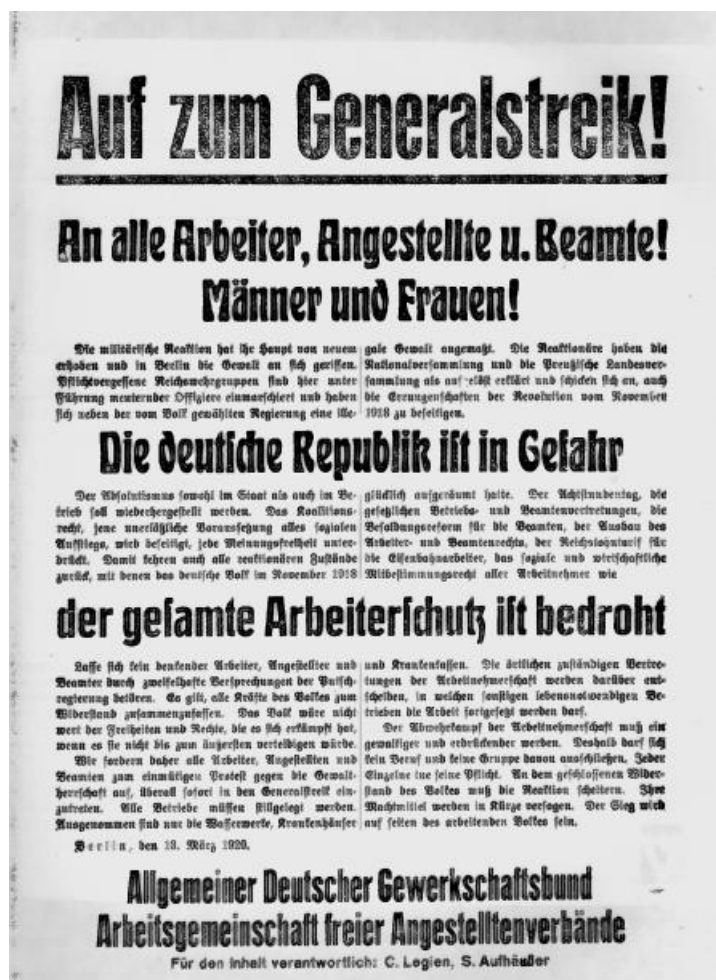 Auf zum Generalstreik!
An alle Arbeiter, Angestellte u. Beamte!
Männer und Frauen!
Die militärische Reaktion hat ihr Haupt von neuem
erhoben und in Berlin die Gewalt an sich gerissen.
Pflichtvergessene Reichswehrgruppen sind hier unter
Führung meuternder Offiziere einmarschiert und haben
sich neben der vom Volk gewählten Regierung eine ille-
gale Gewalt angemaßt. Die Reaktionäre haben die
Nationalversammlung und die Preußische Landesver-
sammlung als aufgelöst erklärt und schicken sich an, auch
die Errungenschaften der Revolution vom November
1918 zu beseitigen.
Die deutsche Republik ist in Gefahr
Der Absolutismus sowohl im Staat als auch im Be-
trieb soll wiederhergestellt werden. Das Koalitions-
recht, jene unerläßliche Voraussetzung alles sozialen
Aufstiegs, wird beseitigt, jede Meinungsfreiheit unter-
drückt. Damit kehren auch alle reaktionären Zustände
zurück, mit denen das deutsche Volk im November 1918
glücklich aufgeräumt hatte. Der Achtstundentag, die
gesetzlichen Betriebs- und Beamtenvertretungen, die
Besoldungsreform für die Beamten, der Ausbau des
Arbeiter- und Beamtenrechts, der Reichslohntarif für
die Eisenbahnarbeiter, das soziale und wirtschaftliche
Mitbestimmungsrecht aller Arbeitnehmer wie
der gesamte Arbeiterschutz ist bedroht
Lasse sich kein denkender Arbeiter, Angestellter und
Beamter durch zweifelhafte Versprechungen der Putsch-
regierung betören. Es gilt, alle Kräfte des Volkes zum
Widerstand zusammenzufassen. Das Volk wäre nicht
wert der Freiheiten und Rechte, die es sich erkämpft hat,
wenn es sie nicht bis zum äußersten verteidigen würde.
Wir fordern daher alle Arbeiter, Angestellten und
Beamten zum einmütigen Protest gegen die Gewalt-
herrschaft auf, überall sofort in den Generalstreik ein-
zutreten. Alle Betriebe müssen stillgelegt werden.
Ausgenommen sind nur die Wasserwerke, Krankenhäuser
und Krankenkassen. Die örtlichen zuständigen Vertre-
tungen der Arbeitnehmerschaft werden darüber ent-
scheiden, in welchen sonstigen lebensnotwendigen Be-
trieben die Arbeit fortgesetzt werden darf.
Der Abwehrkampf der Arbeitnehmerschaft muß ein
gewaltiger und erdrückender werden. Deshalb darf sich
kein Beruf und keine Gruppe davon ausschließen. Jeder
Einzelne tue seine Pflicht. An dem geschlossenen Wider-
stand des Volkes muß die Reaktion scheitern. Ihre
Machtmittel werden in Kürze versagen. Der Sieg wird
auf seiten des arbeitenden Volkes sein.
Berlin, den 13. März 1920.
Allgemeiner Deutscher Gewerkschaftsbund
Arbeitsgemeinschaft freier Angestelltenverbände
Für den Inhalt verantwortlich: C. Legien, S. Aufhäußer